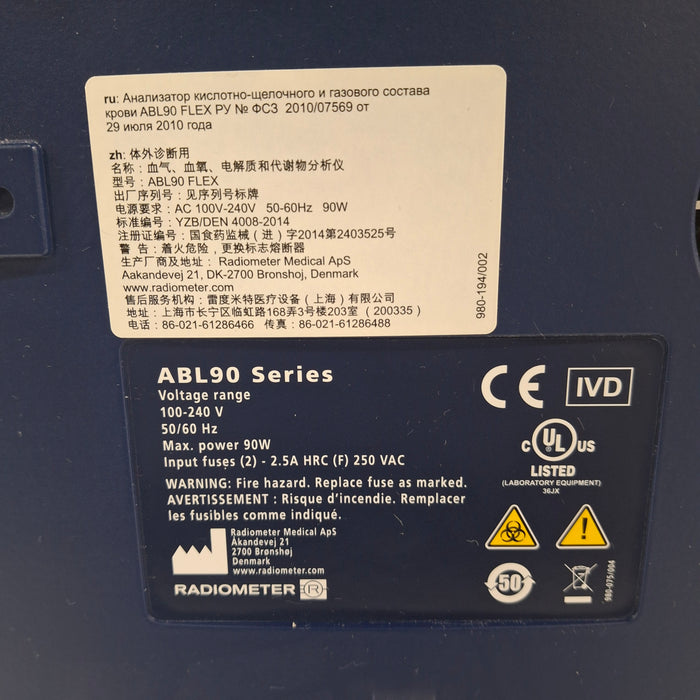 ru: Анализатор кислотно-щелочного и газового состава
крови ABL90 FLEX РУ № ФСЗ 2010/07569 от
29 июля 2010 года
zh: 体外诊断用
名称：血气、血氧、电解质和代谢物分析仪
型号：ABL90 FLEX
出厂序列号：见序列号标牌
电源要求：AC 100V-240V 50-60Hz 90W
标准编号：YZB/DEN 4008-2014
注册证编号：国食药监械（进）字2014第2403525号
警 告：着火危险，更换标志熔断器
生产厂商及地址：Radiometer Medical ApS
Aakandevej 21, DK-2700 Bronshoj, Denmark
www.radiometer.com
售后服务机构：雷度米特医疗设备（上海）有限公司
地址：上海市长宁区临虹路168弄3号楼203室（200335）
电话：86-021-61286466 传真：86-021-61286488
980-194/002
ABL90 Series
Voltage range
100-240 V
50/60 Hz
Max. power 90W
Input fuses (2) - 2.5A HRC (F) 250 VAC
WARNING: Fire hazard. Replace fuse as marked.
AVERTISSEMENT : Risque d'incendie. Remplacer
les fusibles comme indiqué.
Radiometer Medical ApS
Åkandevej 21
2700 Brønshøj
Denmark
www.radiometer.com
RADIOMETER R
CE IVD
C UL US
LISTED
(LABORATORY EQUIPMENT)
36JX
!
50
980-075/004